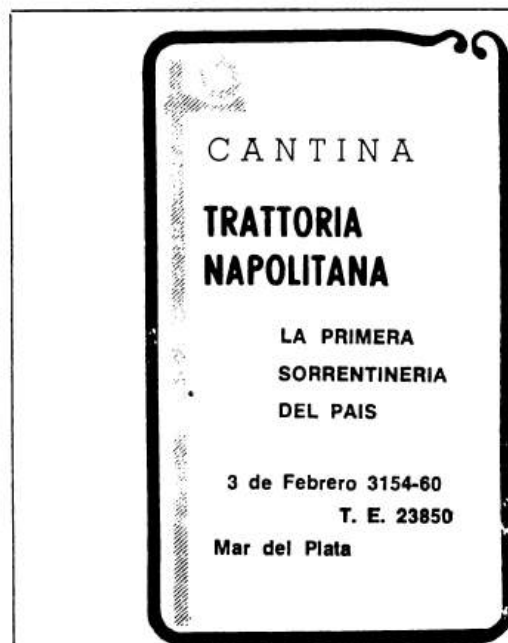 CANTINA
TRATTORIA
NAPOLITANA
LA PRIMERA
SORRENTINERIA
DEL PAIS
3 de Febrero 3154-60
T. E. 23850
Mar del Plata